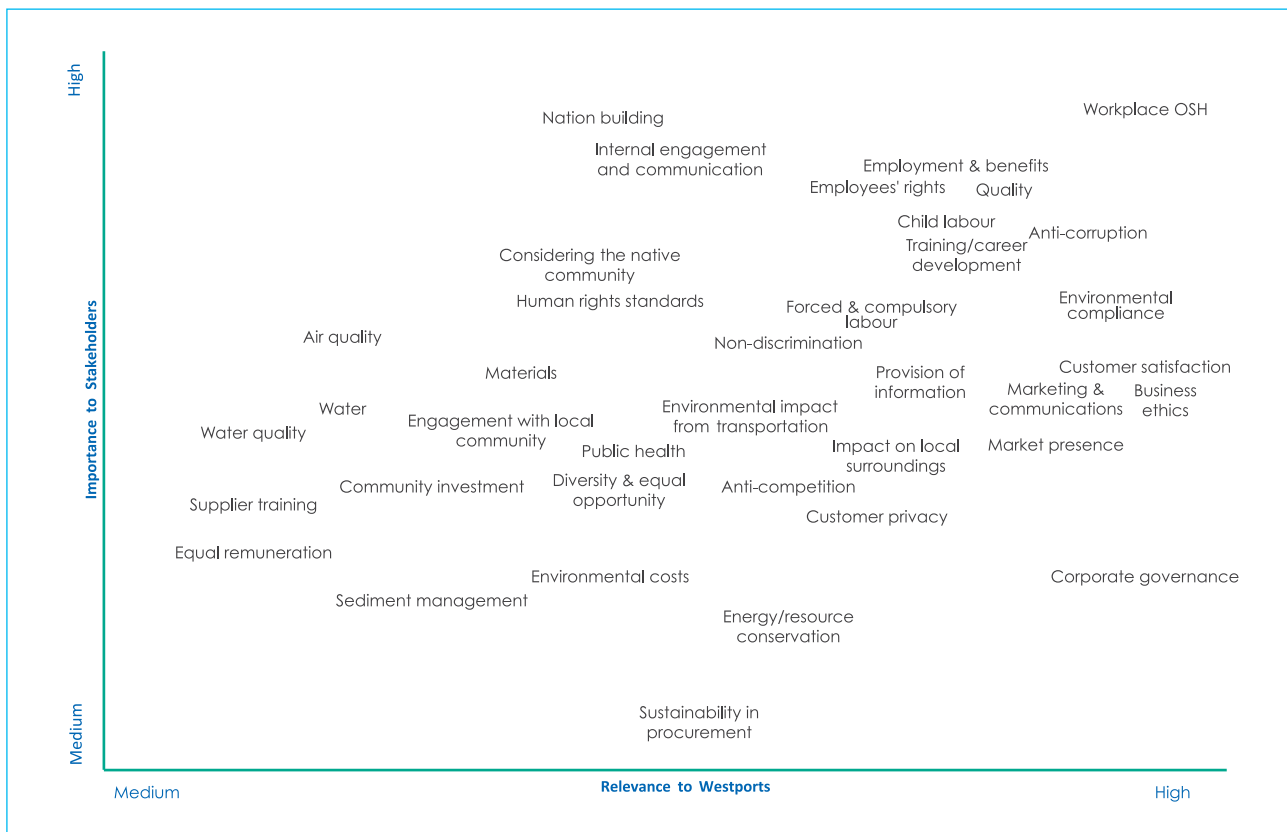 High
Importance to Stakeholders
Medium
Nation building
Workplace OSH
Internal engagement
and communication
Employment & benefits
Employees' rights
Quality
Child labour
Anti-corruption
Training/career
development
Considering the native
community
Human rights standards
Forced & compulsory
labour
Environmental
compliance
Air quality
Non-discrimination
Materials
Provision of
information
Customer satisfaction
Marketing &
communications
Business
ethics
Water
Water quality
Engagement with local
community
Environmental impact
from transportation
Public health
Impact on local
surroundings
Market presence
Community investment
Diversity & equal
opportunity
Anti-competition
Supplier training
Customer privacy
Equal remuneration
Environmental costs
Corporate governance
Sediment management
Energy/resource
conservation
Sustainability in
procurement
Medium
Relevance to Westports
High